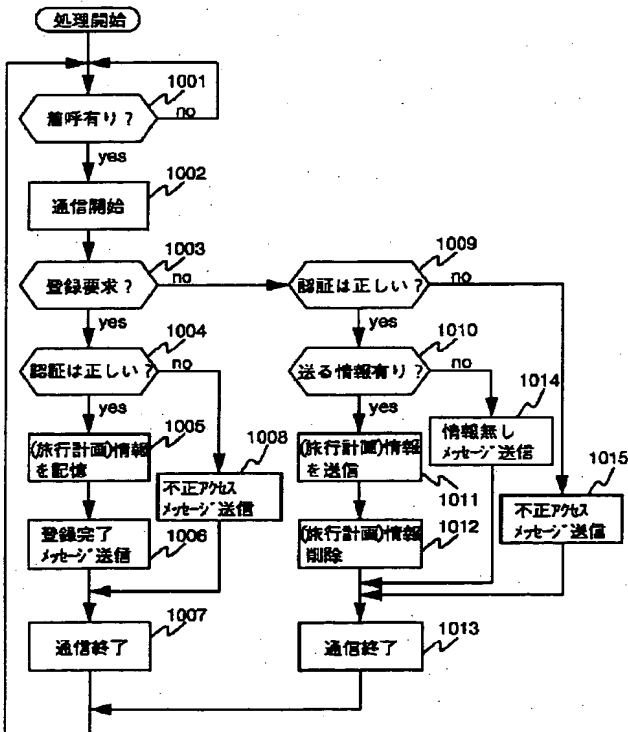 処理開始
1001
着呼有り?
no
yes
1002
通信開始
1003
登録要求?
no
yes
1009
認証は正しい?
no
yes
1004
認証は正しい?
no
yes
1010
送る情報有り?
no
yes
1014
情報無し
メッセージ送信
1005
(旅行計画)情報
を記憶
1008
不正アクセス
メッセージ送信
(旅行計画)情報
を送信
1011
1015
不正アクセス
メッセージ送信
登録完了
メッセージ送信
1006
(旅行計画)情報
削除
1012
1007
通信終了
1013
通信終了